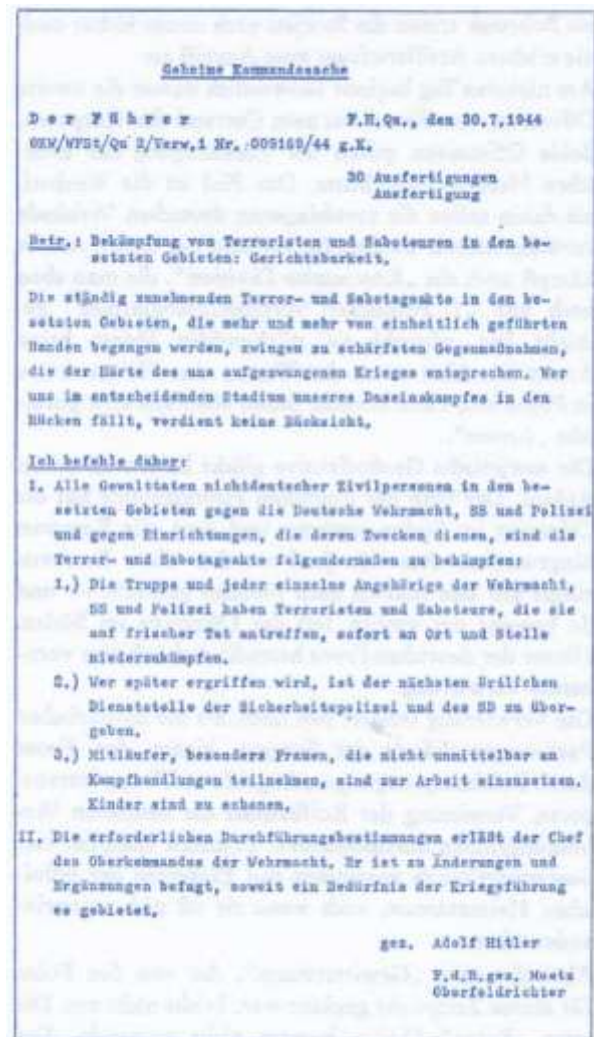 Geheime Kommandosache
Der Führer
F.H.Qu., den 30.7.1944
OKW/WFSt/Qu 2/Verw.1 Nr. 009169/44 g.K.
30 Ausfertigungen
Ausfertigung
Betr.: Bekämpfung von Terroristen und Saboteuren in den be-
setzten Gebieten: Gerichtsbarkeit.
Die ständig zunehmenden Terror- und Sabotageakte in den be-
setzten Gebieten, die mehr und mehr von einheitlich geführten
Banden begangen werden, zwingen zu schärfsten Gegenmaßnahmen,
die der Härte des uns aufgezwungenen Krieges entsprechen. Wer
uns im entscheidenden Stadium unseres Daseinskampfes in den
Rücken fällt, verdient keine Rücksicht.
Ich befehle daher:
I. Alle Gewalttaten nichtdeutscher Zivilpersonen in den be-
setzten Gebieten gegen die Deutsche Wehrmacht, SS und Polizei
und gegen Einrichtungen, die deren Zwecken dienen, sind als
Terror- und Sabotageakte folgendermaßen zu bekämpfen:
1.) Die Truppe und jeder einzelne Angehörige der Wehrmacht,
SS und Polizei haben Terroristen und Saboteure, die sie
auf frischer Tat antreffen, sofort an Ort und Stelle
niederzukämpfen.
2.) Wer später ergriffen wird, ist der nächsten örtlichen
Dienststelle der Sicherheitspolizei und des SD zu über-
geben.
3.) Mitläufer, besonders Frauen, die nicht unmittelbar an
Kampfhandlungen teilnehmen, sind zur Arbeit einzusetzen.
Kinder sind zu schonen.
II. Die erforderlichen Durchführungsbestimmungen erläßt der Chef
des Oberkommandos der Wehrmacht. Er ist zu Änderungen und
Ergänzungen befugt, soweit ein Bedürfnis der Kriegsführung
es gebietet.
gez. Adolf Hitler
F.d.R.gez. Muetz
Oberfeldrichter